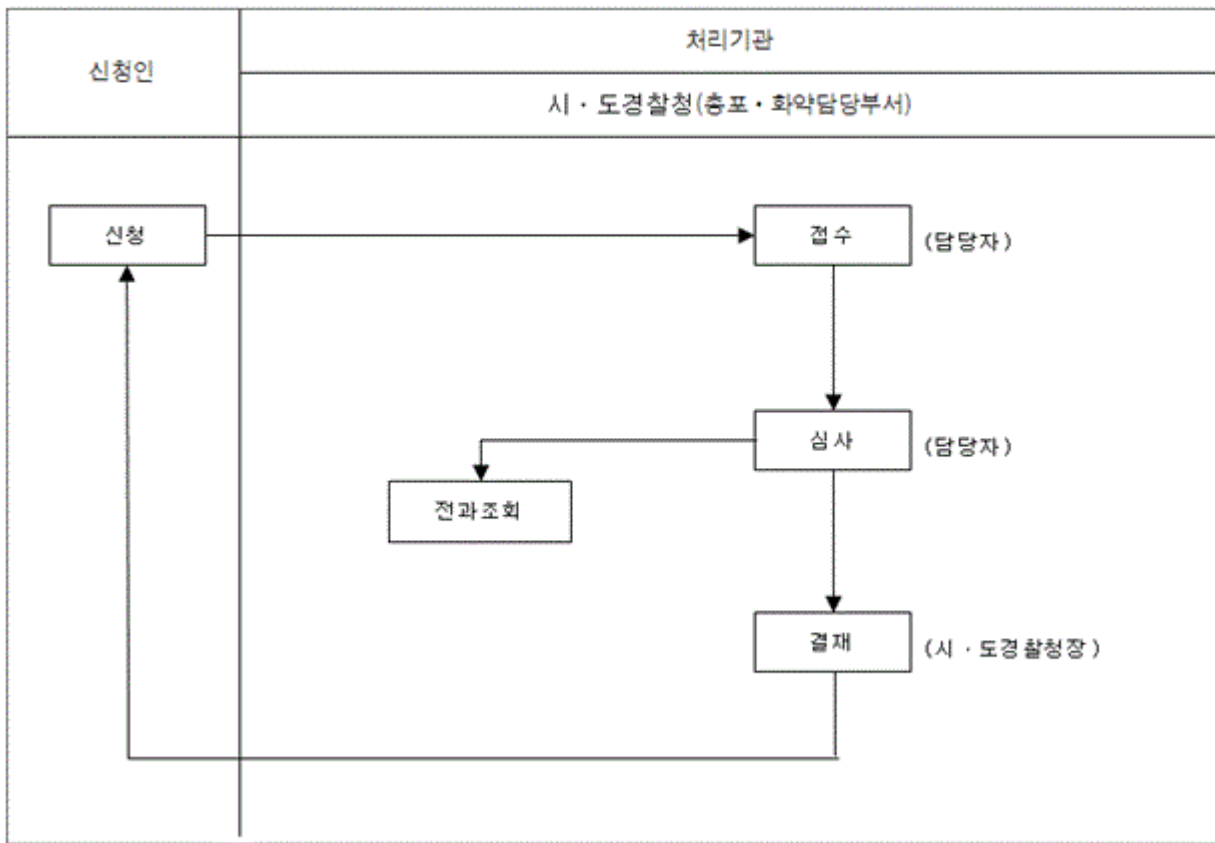 신청인
처리기관
시 · 도경찰청(총포 · 화약담당부서)
신청
접수
(담당자)
심사
(담당자)
전과조회
결재
(시 · 도경찰청장)